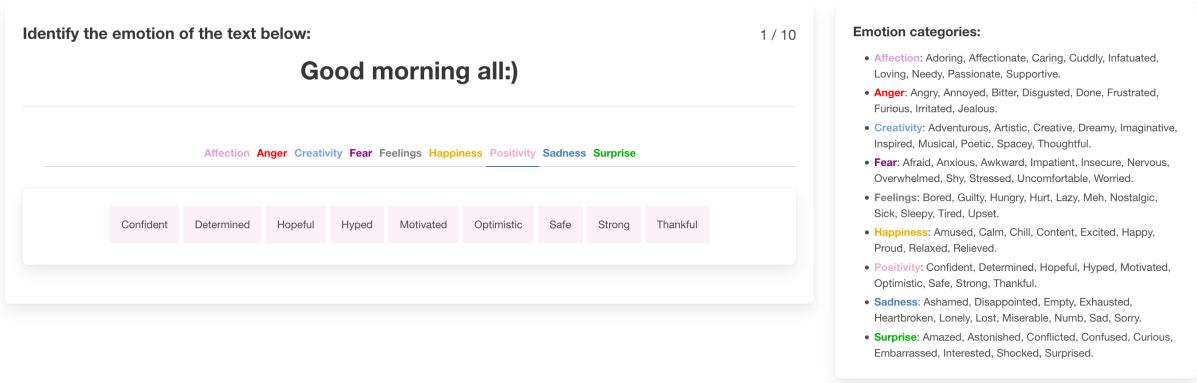 Identify the emotion of the text below:
1 / 10
Good morning all:)
Affection Anger Creativity Fear Feelings Happiness Positivity Sadness Surprise
Confident Determined Hopeful Hyped Motivated Optimistic Safe Strong Thankful
Emotion categories:
• Affection: Adoring, Affectionate, Caring, Cuddly, Infatuated,
Loving, Needy, Passionate, Supportive.
• Anger: Angry, Annoyed, Bitter, Disgusted, Done, Frustrated,
Furious, Irritated, Jealous.
• Creativity: Adventurous, Artistic, Creative, Dreamy, Imaginative,
Inspired, Musical, Poetic, Spacey, Thoughtful.
• Fear: Afraid, Anxious, Awkward, Impatient, Insecure, Nervous,
Overwhelmed, Shy, Stressed, Uncomfortable, Worried.
• Feelings: Bored, Guilty, Hungry, Hurt, Lazy, Meh, Nostalgic,
Sick, Sleepy, Tired, Upset.
• Happiness: Amused, Calm, Chill, Content, Excited, Happy,
Proud, Relaxed, Relieved.
• Positivity: Confident, Determined, Hopeful, Hyped, Motivated,
Optimistic, Safe, Strong, Thankful.
• Sadness: Ashamed, Disappointed, Empty, Exhausted,
Heartbroken, Lonely, Lost, Miserable, Numb, Sad, Sorry.
• Surprise: Amazed, Astonished, Conflicted, Confused, Curious,
Embarrassed, Interested, Shocked, Surprised.